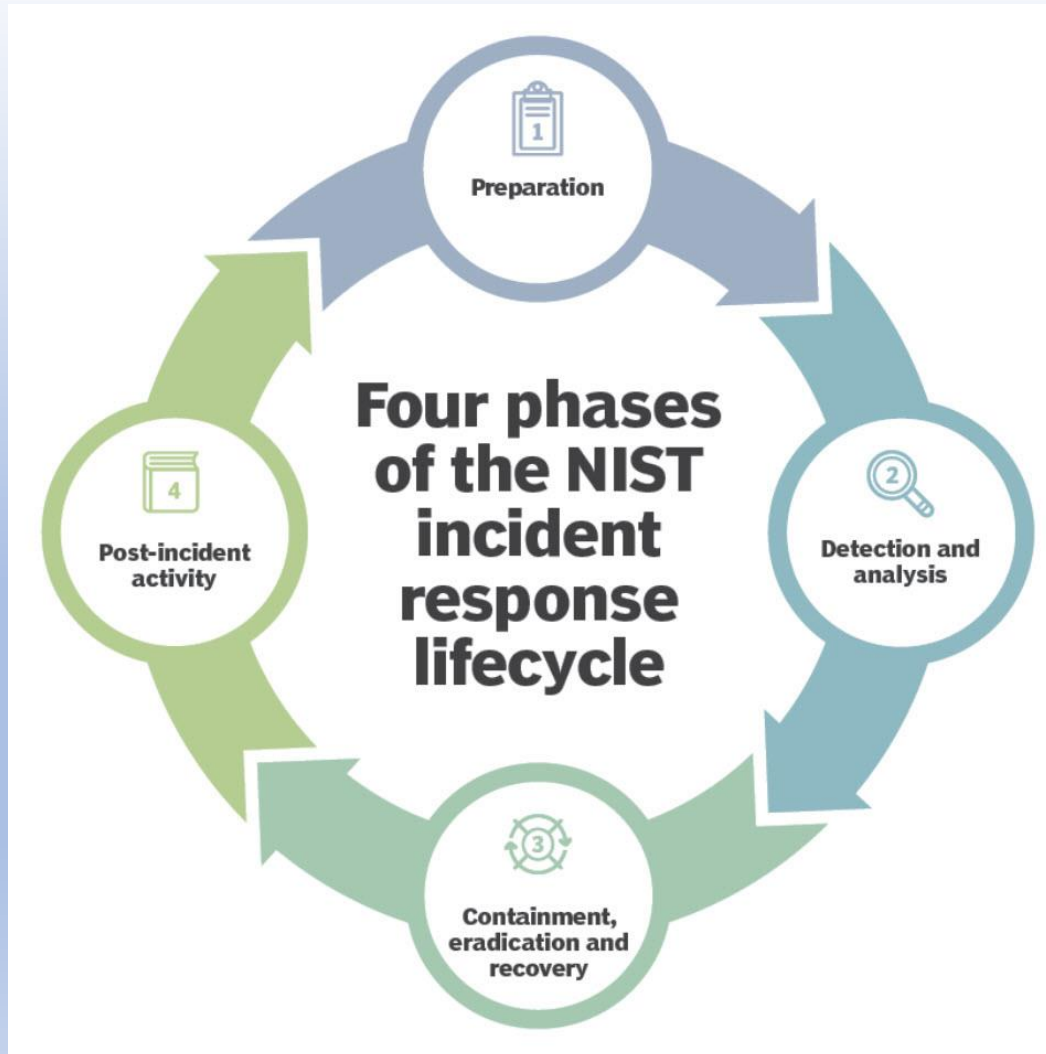 1
Preparation
Four phases
of the NIST
incident
response
lifecycle
2
Detection and
analysis
3
Containment,
eradication and
recovery
4
Post-incident
activity